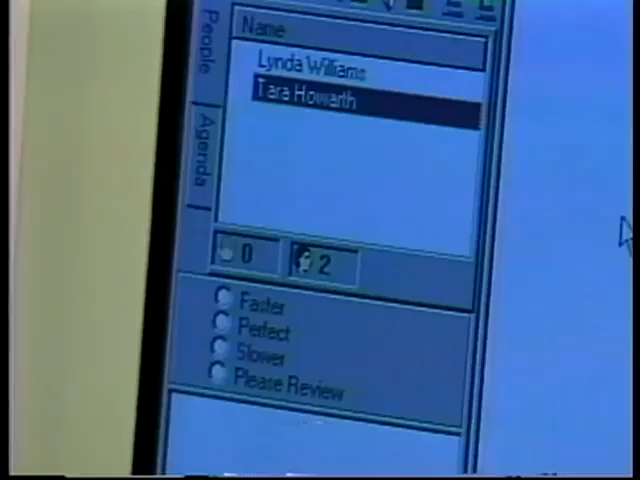 People
Agenda
Name
Lynda Williams
Tara Howarth
0
2
Faster
Perfect
Slower
Please Review